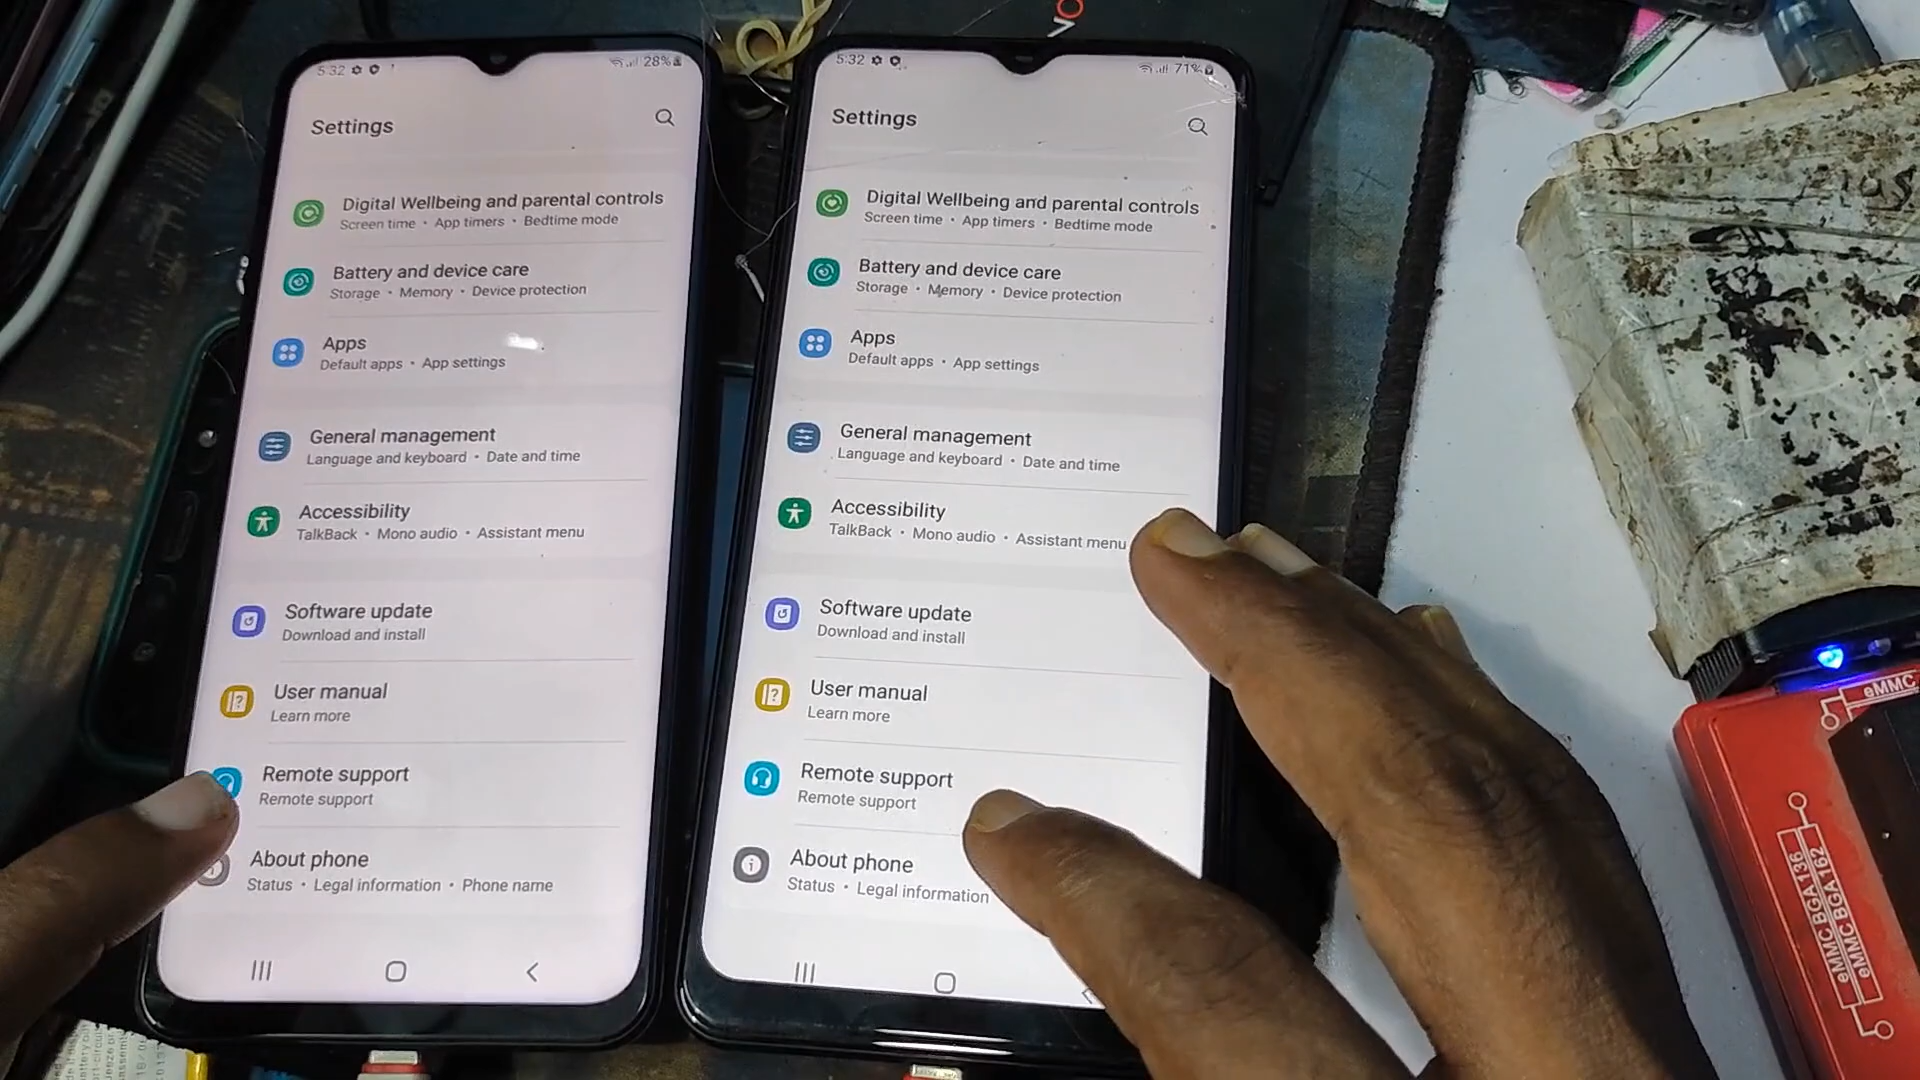 5:32
28%
Settings
Digital Wellbeing and parental controls
Screen time • App timers • Bedtime mode
Battery and device care
Storage • Memory • Device protection
Apps
Default apps • App settings
General management
Language and keyboard • Date and time
Accessibility
TalkBack • Mono audio • Assistant menu
Software update
Download and install
User manual
Learn more
Remote support
Remote support
About phone
Status • Legal information • Phone name
5:32
71%
Settings
Digital Wellbeing and parental controls
Screen time • App timers • Bedtime mode
Battery and device care
Storage • Memory • Device protection
Apps
Default apps • App settings
General management
Language and keyboard • Date and time
Accessibility
TalkBack • Mono audio • Assistant menu
Software update
Download and install
User manual
Learn more
Remote support
Remote support
About phone
Status • Legal information
eMMC
eMMC BGA 136
eMMC BGA 162